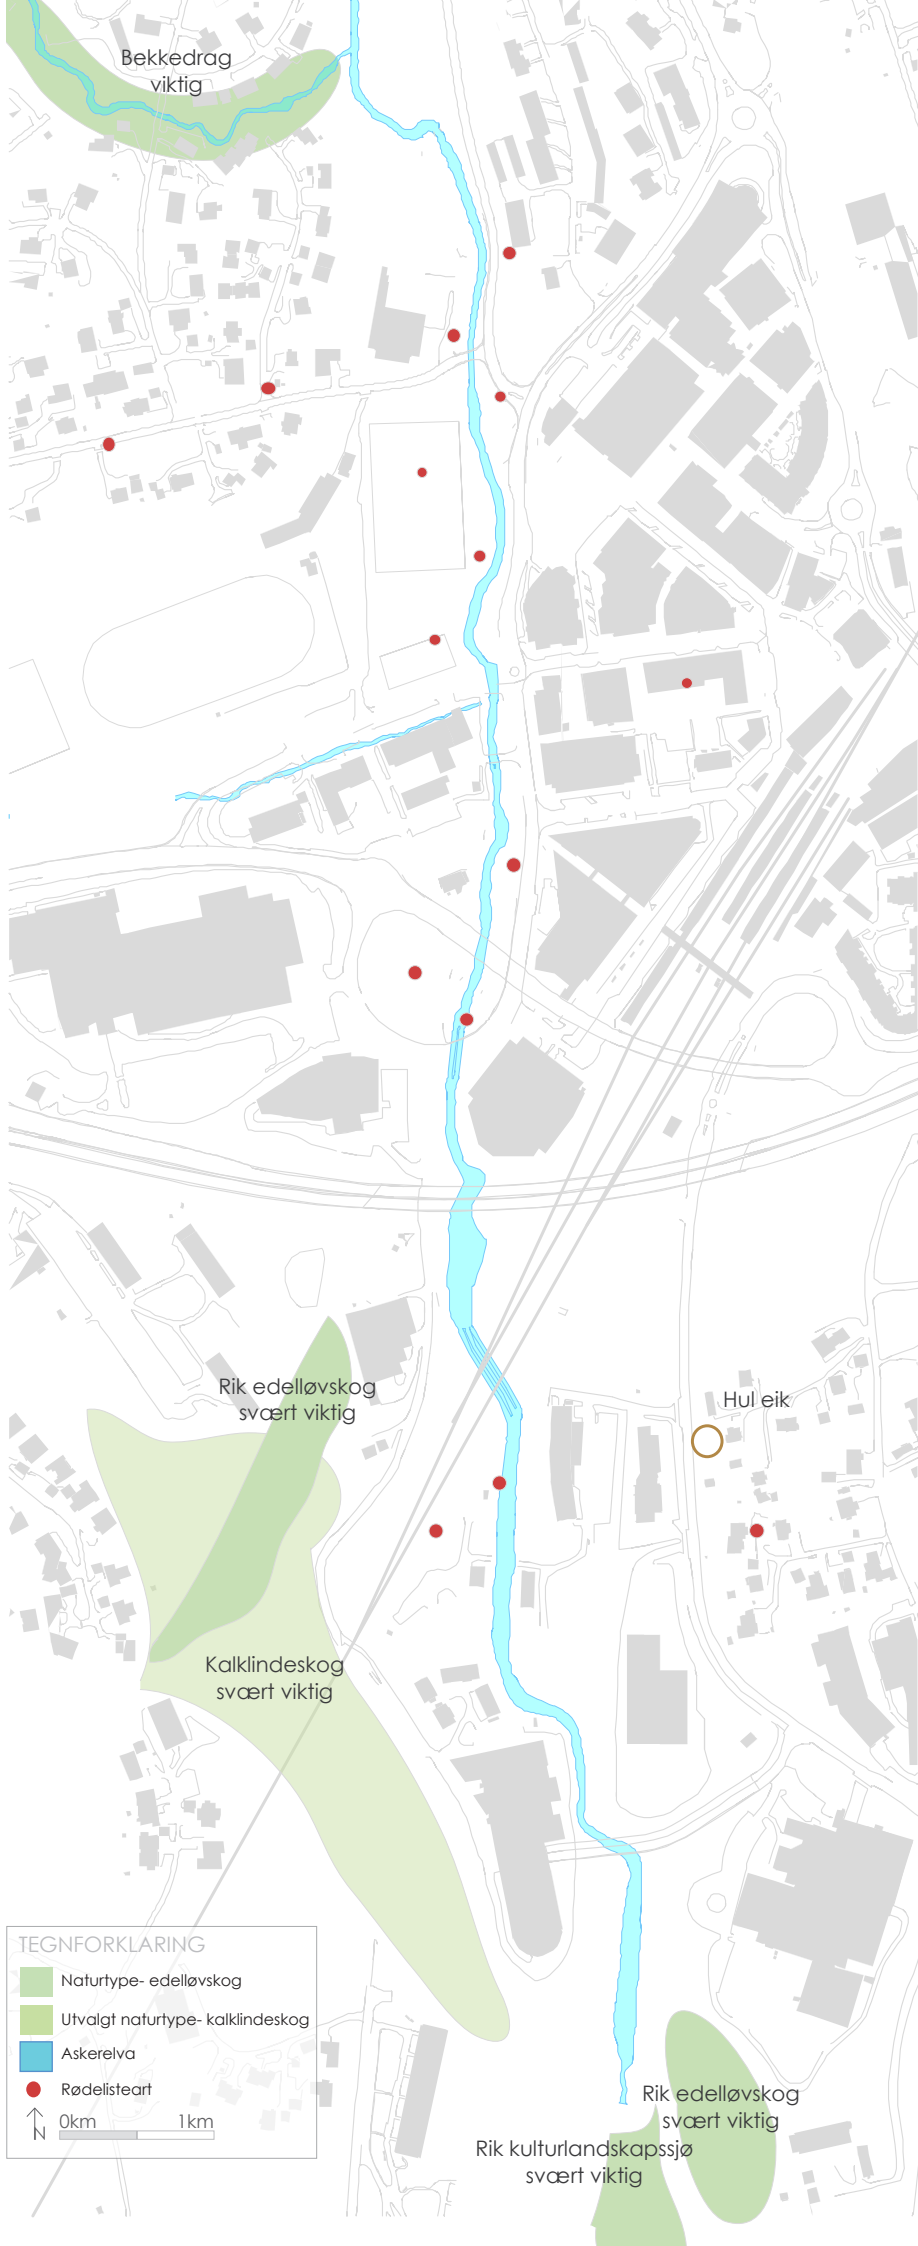 Bekkedrag
viktig
Rik edelløvskog
svært viktig
Hul eik
Kalklindeskog
svært viktig
TEGNFORKLARING
Naturtype- edelløvskog
Utvalgt naturtype- kalklindeskog
Askerelva
Rødelisteart
N
0km 1km
Rik edelløvskog
svært viktig
Rik kulturlandskapssjø
svært viktig